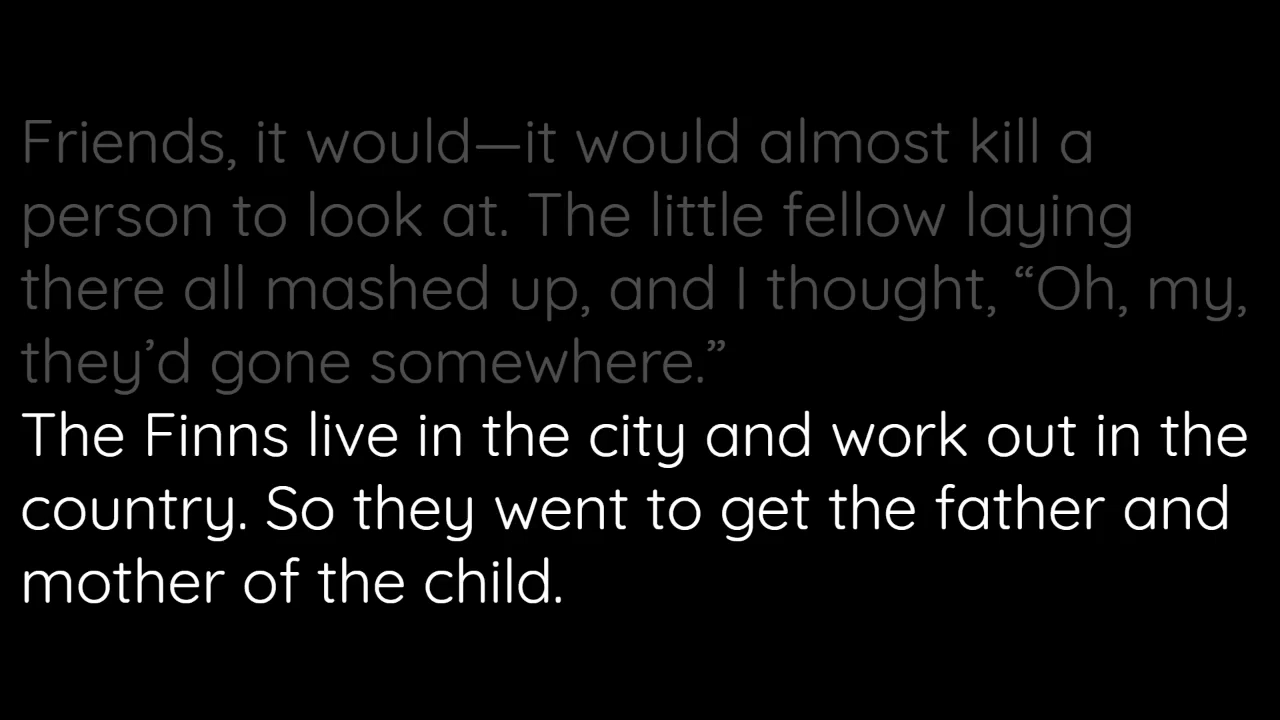 Friends, it would—it would almost kill a
person to look at. The little fellow laying
there all mashed up, and I thought, “Oh, my,
they’d gone somewhere.”
The Finns live in the city and work out in the
country. So they went to get the father and
mother of the child.